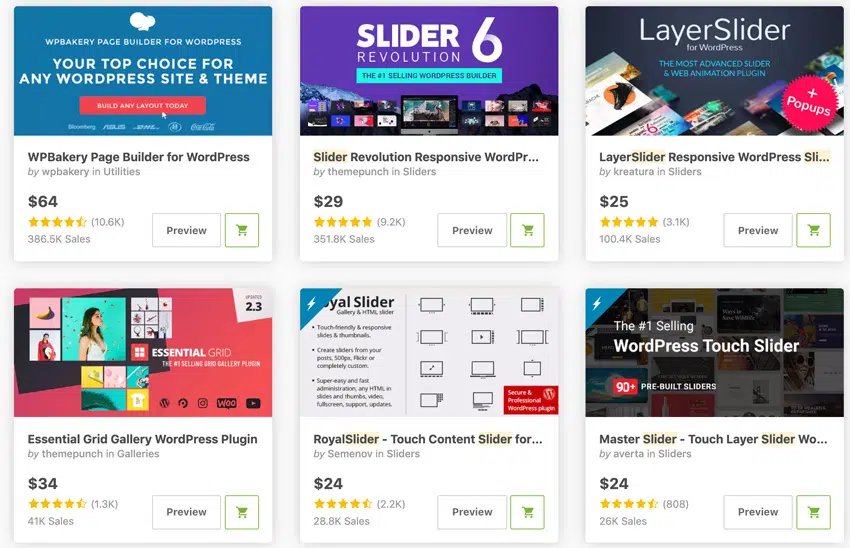 WPBAKERY PAGE BUILDER FOR WORDPRESS
YOUR TOP CHOICE FOR
ANY WORDPRESS SITE & THEME
BUILD ANY LAYOUT TODAY
Bloomberg ASUS Coca-Cola
WPBakery Page Builder for WordPress
by wpbakery in Utilities
$64
(10.6K)
386.5K Sales
Preview
SLIDER 6
REVOLUTION
THE #1 SELLING WORDPRESS BUILDER
Slider Revolution Responsive WordPr...
by themepunch in Sliders
$29
(9.2K)
351.8K Sales
Preview
LayerSlider
for WordPress
THE MOST ADVANCED SLIDER
& WEB ANIMATION PLUGIN
+
Popups
LayerSlider Responsive WordPress Sli...
by kreatura in Sliders
$25
(3.1K)
100.4K Sales
Preview
UPDATED
2.3
ESSENTIAL GRID
THE #1 SELLING GRID GALLERY PLUGIN
WOO
Essential Grid Gallery WordPress Plugin
by themepunch in Galleries
$34
(1.3K)
41K Sales
Preview
Royal Slider
Gallery & HTML slider
• Touch-friendly & responsive
slides & thumbnails.
• Create sliders from your
posts, 500px, Flickr or
completely custom.
• Super-easy and fast
administration, any HTML in
slides and thumbs, video,
fullscreen, support, updates.
Secure &
Professional
WordPress plugin
RoyalSlider - Touch Content Slider for...
by Semenov in Sliders
$24
(2.2K)
28.8K Sales
Preview
The #1 Selling
WordPress Touch Slider
90+ PRE-BUILT SLIDERS
Master Slider - Touch Layer Slider Wo...
by averta in Sliders
$24
(808)
26K Sales
Preview